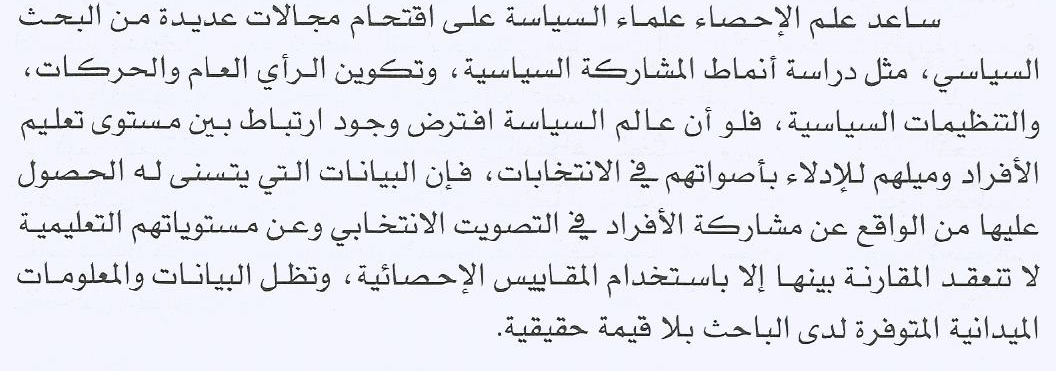 ساعد علم الإحصاء علماء السياسة على اقتحام مجالات عديدة من البحث
السياسي، مثل دراسة أنماط المشاركة السياسية، وتكوين الرأي العام والحركات،
والتنظيمات السياسية، فلو أن عالم السياسة افترض وجود ارتباط بين مستوى تعليم
الأفراد وميلهم للإدلاء بأصواتهم في الانتخابات، فإن البيانات التي يتسنى له الحصول
عليها من الواقع عن مشاركة الأفراد في التصويت الانتخابي وعن مستوياتهم التعليمية
لا تنعقد المقارنة بينها إلا باستخدام المقاييس الإحصائية، وتظل البيانات والمعلومات
الميدانية المتوفرة لدى الباحث بلا قيمة حقيقية.